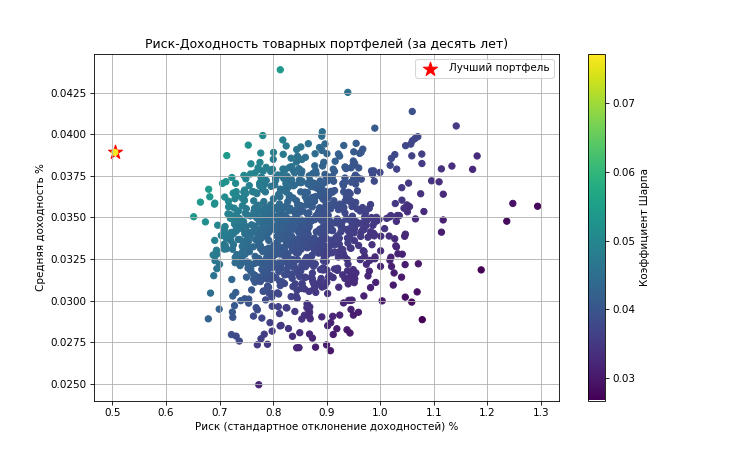 Риск-Доходность товарных портфелей (за десять лет)
Лучший портфель
Средняя доходность %
0.0425
0.0400
0.0375
0.0350
0.0325
0.0300
0.0275
0.0250
0.5 0.6 0.7 0.8 0.9 1.0 1.1 1.2 1.3
Риск (стандартное отклонение доходностей) %
0.07
0.06
0.05
0.04
0.03
Коэффициент Шарпа